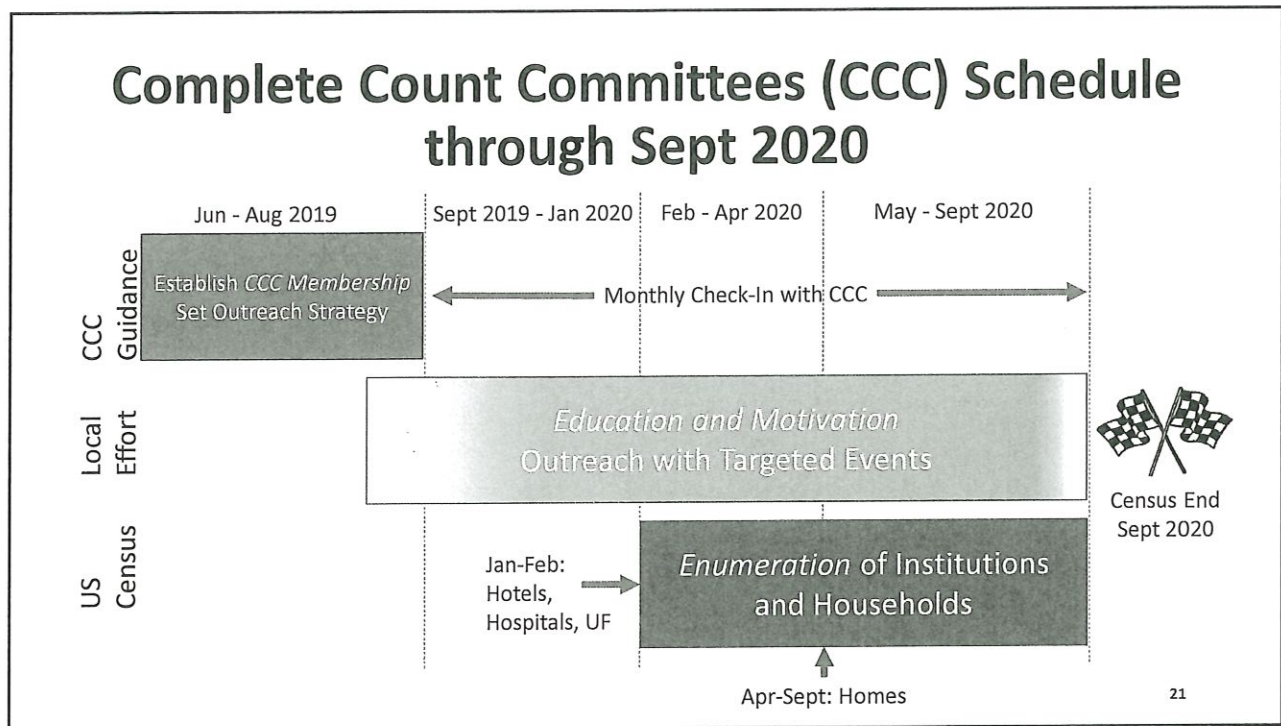 Complete Count Committees (CCC) Schedule
through Sept 2020
Jun - Aug 2019
Sept 2019 - Jan 2020
Feb - Apr 2020
May - Sept 2020
CCC
Guidance
Establish CCC Membership
Set Outreach Strategy
Monthly Check-In with CCC
Local
Effort
Education and Motivation
Outreach with Targeted Events
Census End
Sept 2020
US
Census
Jan-Feb:
Hotels,
Hospitals, UF
Enumeration of Institutions
and Households
Apr-Sept: Homes
21